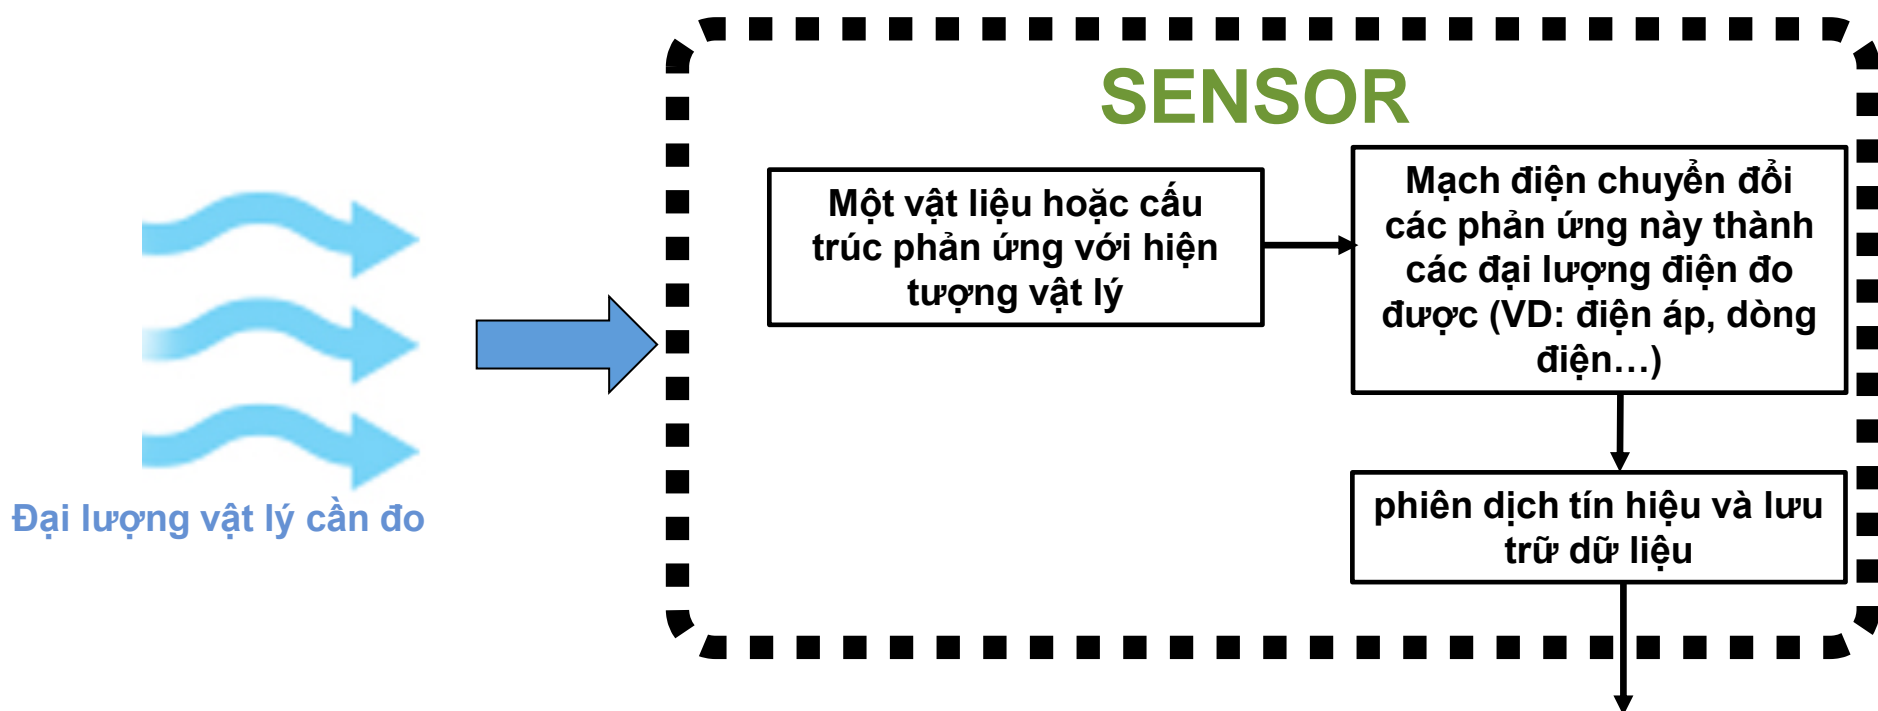 SENSOR
Một vật liệu hoặc cấu
trúc phản ứng với hiện
tượng vật lý
Mạch điện chuyển đổi
các phản ứng này thành
các đại lượng điện đo
được (VD: điện áp, dòng
điện…)
phiên dịch tín hiệu và lưu
trữ dữ liệu
Đại lượng vật lý cần đo